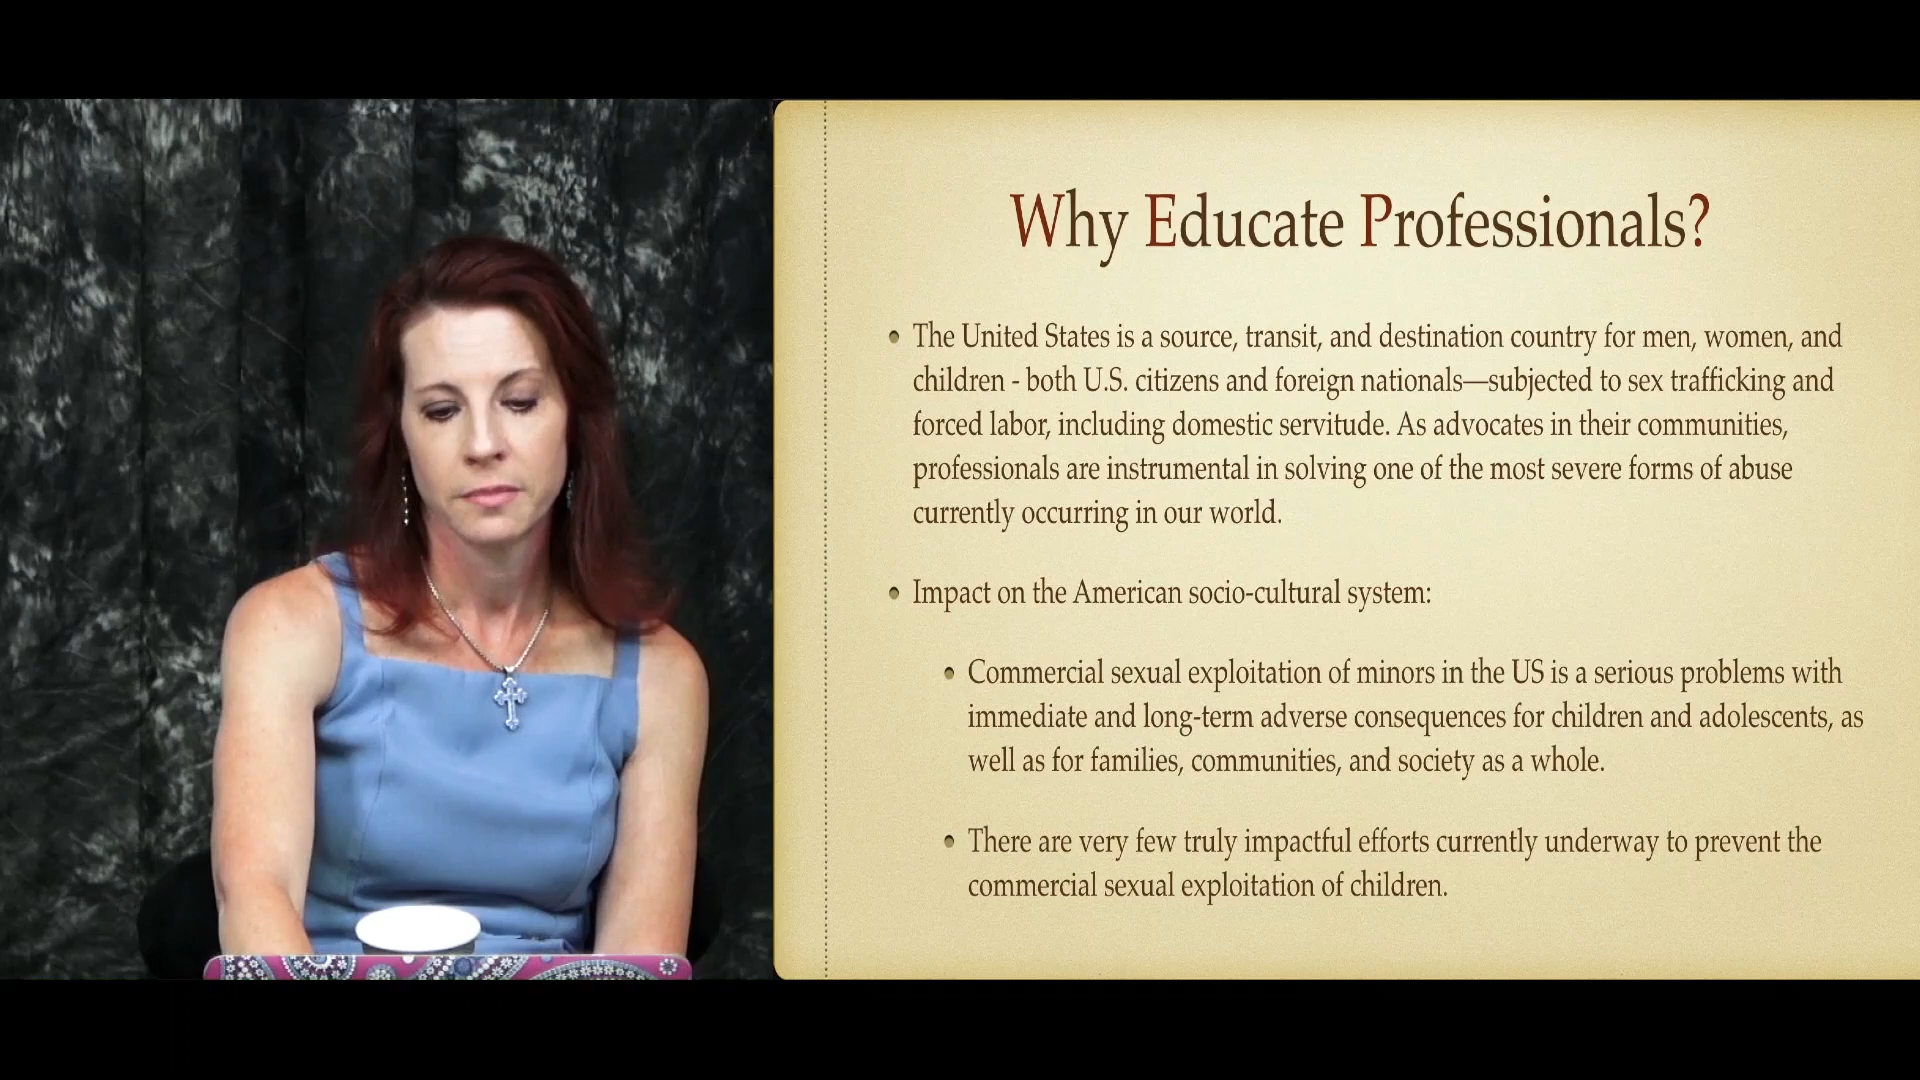 Why Educate Professionals?
• The United States is a source, transit, and destination country for men, women, and
children - both U.S. citizens and foreign nationals—subjected to sex trafficking and
forced labor, including domestic servitude. As advocates in their communities,
professionals are instrumental in solving one of the most severe forms of abuse
currently occurring in our world.
• Impact on the American socio-cultural system:
• Commercial sexual exploitation of minors in the US is a serious problems with
immediate and long-term adverse consequences for children and adolescents, as
well as for families, communities, and society as a whole.
• There are very few truly impactful efforts currently underway to prevent the
commercial sexual exploitation of children.